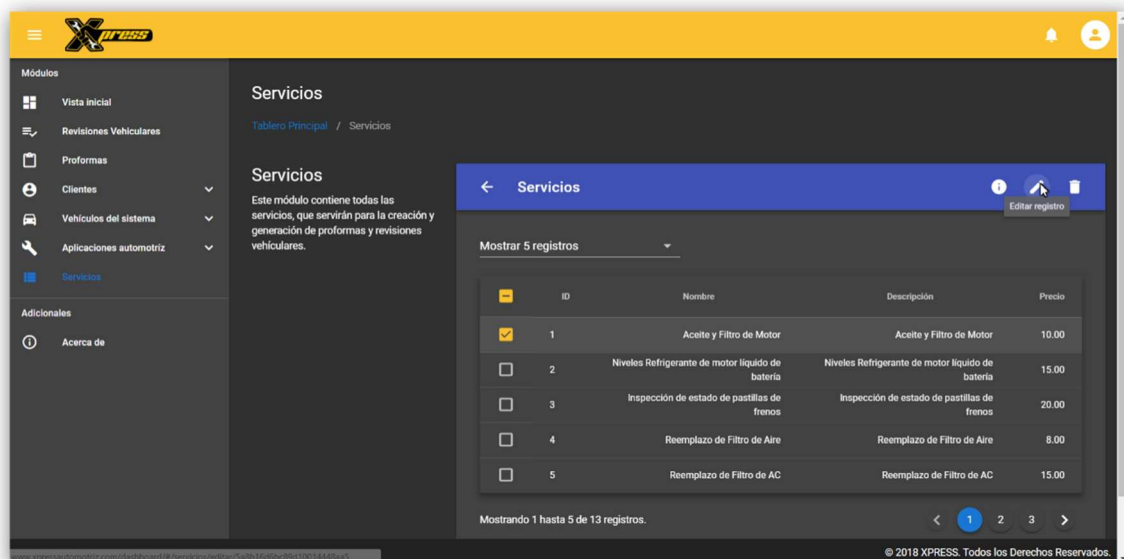 Xpress
Módulos
Vista inicial
Revisiones Vehiculares
Proformas
Clientes
Vehículos del sistema
Aplicaciones automotriz
Servicios
Adicionales
Acerca de
Servicios
Tablero Principal / Servicios
Servicios
Este módulo contiene todas las
servicios, que servirán para la creación y
generación de proformas y revisiones
vehículares.
Servicios
Editar registro
Mostrar 5 registros
ID Nombre Descripción Precio
1 Aceite y Filtro de Motor Aceite y Filtro de Motor 10.00
2 Niveles Refrigerante de motor líquido de batería Niveles Refrigerante de motor líquido de batería 15.00
3 Inspección de estado de pastillas de frenos Inspección de estado de pastillas de frenos 20.00
4 Reemplazo de Filtro de Aire Reemplazo de Filtro de Aire 8.00
5 Reemplazo de Filtro de AC Reemplazo de Filtro de AC 15.00
Mostrando 1 hasta 5 de 13 registros.
1 2 3
© 2018 XPRESS. Todos los Derechos Reservados.